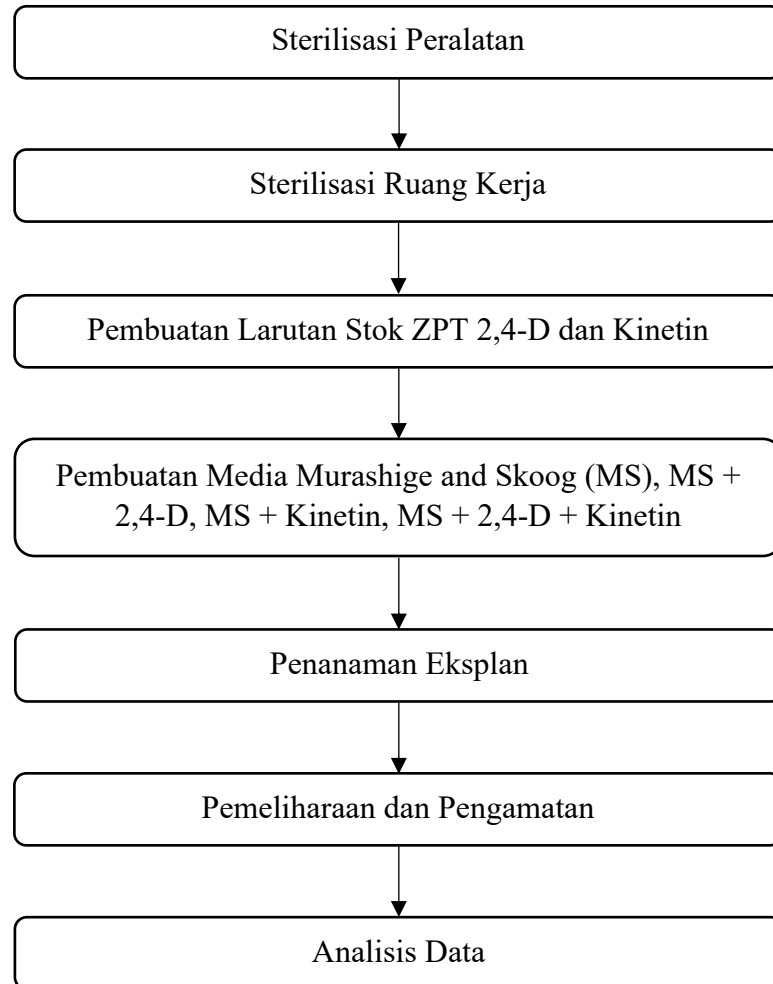 Sterilisasi Peralatan
Sterilisasi Ruang Kerja
Pembuatan Larutan Stok ZPT 2,4-D dan Kinetin
Pembuatan Media Murashige and Skoog (MS), MS +
2,4-D, MS + Kinetin, MS + 2,4-D + Kinetin
Penanaman Eksplan
Pemeliharaan dan Pengamatan
Analisis Data